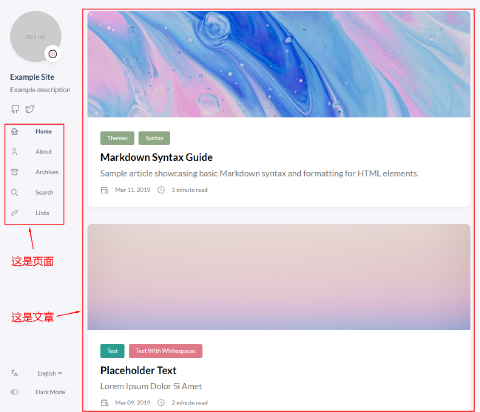 150 x 150
Example Site
Example description
Home
About
Archives
Search
Links
这是页面
这是文章
English
Dark Mode
Themes
Syntax
Markdown Syntax Guide
Sample article showcasing basic Markdown syntax and formatting for HTML elements.
Mar 11, 2019
3 minute read
Text
Text With Whitespaces
Placeholder Text
Lorem Ipsum Dolor Si Amet
Mar 09, 2019
2 minute read